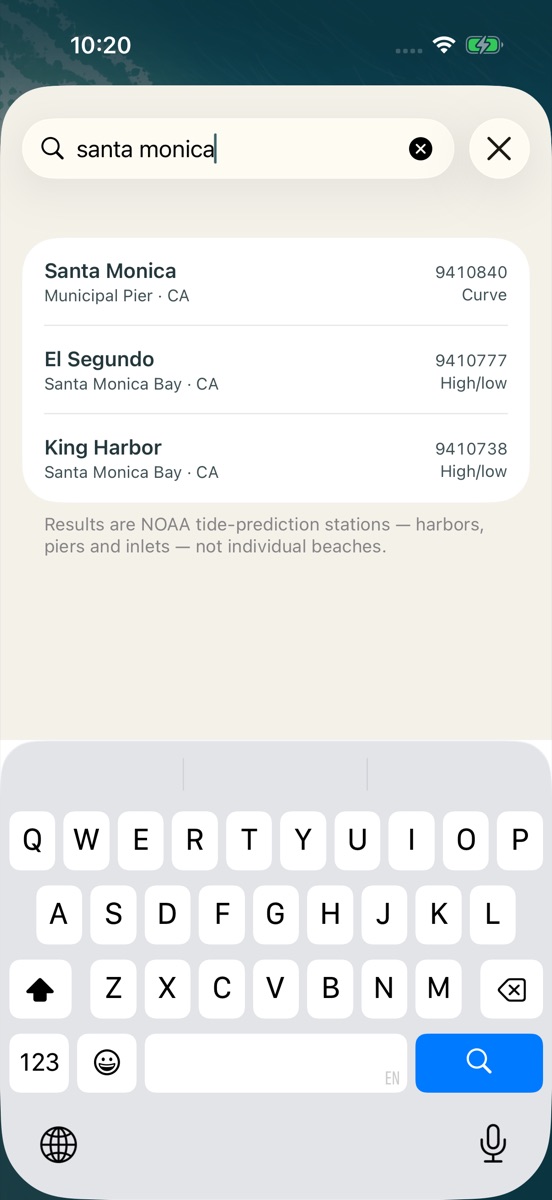 10:20
santa monica
Santa Monica
Municipal Pier · CA
9410840
Curve
El Segundo
Santa Monica Bay · CA
9410777
High/low
King Harbor
Santa Monica Bay · CA
9410738
High/low
Results are NOAA tide-prediction stations — harbors,
piers and inlets — not individual beaches.
Q W E R T Y U I O P
A S D F G H J K L
Z X C V B N M
123
EN